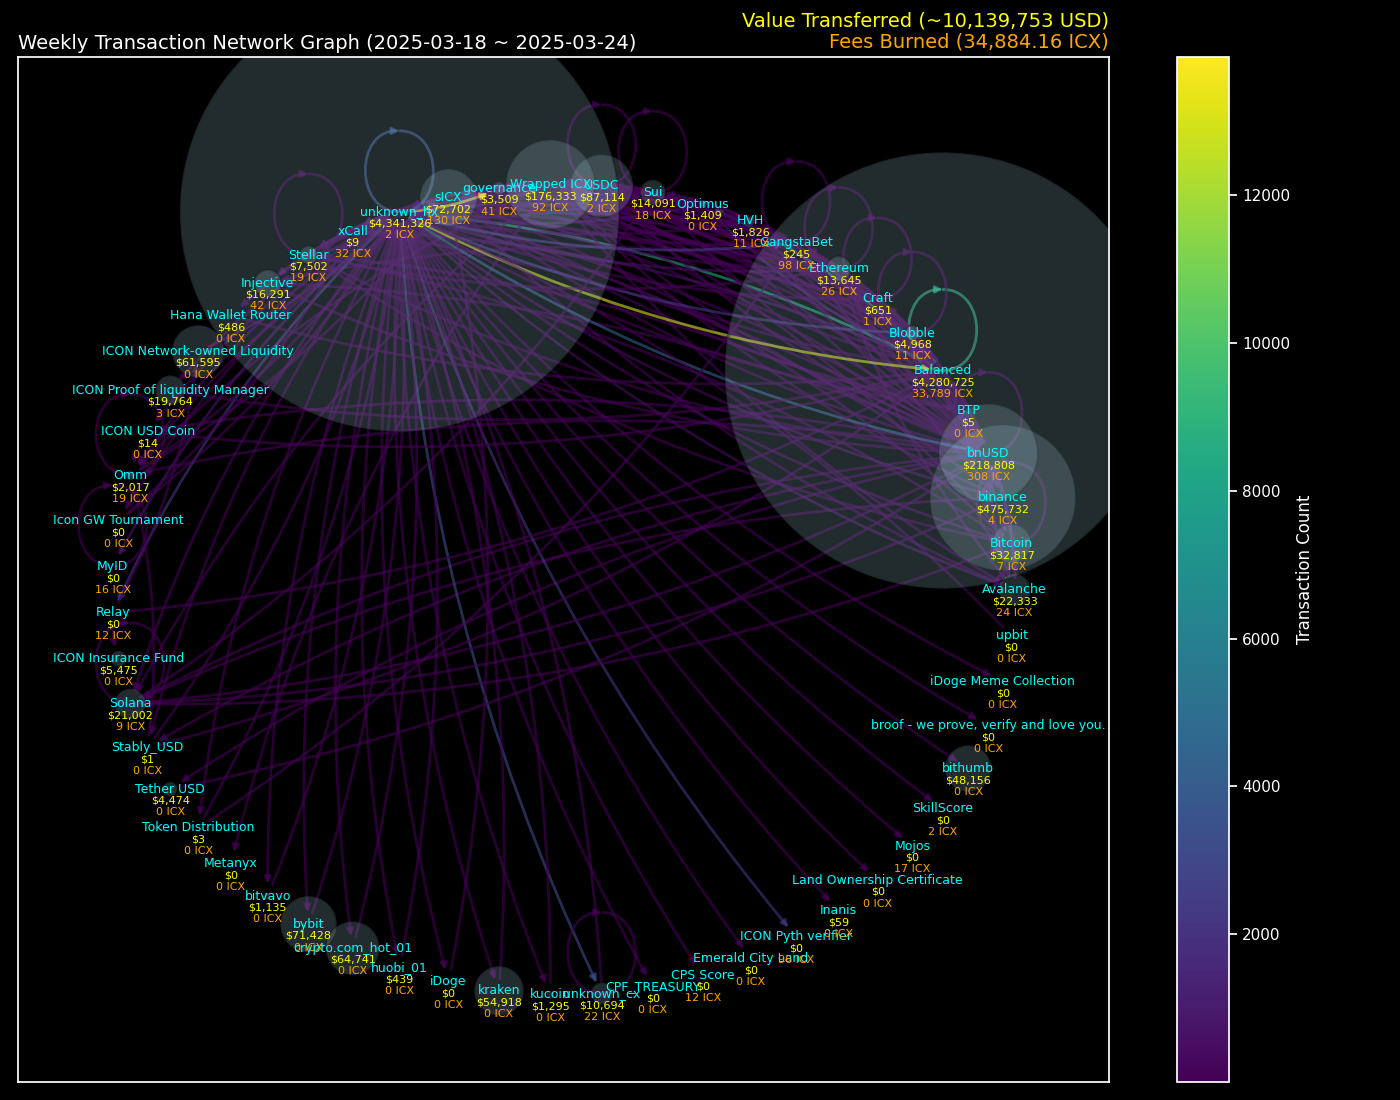 Value Transferred (~10,139,753 USD)
Weekly Transaction Network Graph (2025-03-18 ~ 2025-03-24)
Fees Burned (34,884.16 ICX)
governance
$3,509
41 ICX
Wrapped ICX
$176,333
92 ICX
USDC
$87,114
2 ICX
sICX
$72,702
130 ICX
Sui
$14,091
18 ICX
Optimus
$1,409
0 ICX
unknown_hx
$4,341,326
2 ICX
HVH
$1,826
11 ICX
xCall
$9
32 ICX
GangstaBet
$245
98 ICX
Stellar
$7,502
19 ICX
Ethereum
$13,645
26 ICX
Injective
$16,291
42 ICX
Craft
$651
1 ICX
Hana Wallet Router
$486
0 ICX
Blobble
$4,968
11 ICX
ICON Network-owned Liquidity
$61,595
0 ICX
Balanced
$4,280,725
33,789 ICX
ICON Proof of liquidity Manager
$19,764
3 ICX
BTP
$5
0 ICX
ICON USD Coin
$14
0 ICX
bnUSD
$218,808
308 ICX
Omm
$2,017
19 ICX
binance
$475,732
4 ICX
Icon GW Tournament
$0
0 ICX
Bitcoin
$32,817
7 ICX
MyID
$0
16 ICX
Avalanche
$22,333
24 ICX
Relay
$0
12 ICX
upbit
$0
0 ICX
ICON Insurance Fund
$5,475
0 ICX
iDoge Meme Collection
$0
0 ICX
Solana
$21,002
9 ICX
broof - we prove, verify and love you.
$0
0 ICX
Stably_USD
$1
0 ICX
bithumb
$48,156
0 ICX
Tether USD
$4,474
0 ICX
SkillScore
$0
2 ICX
Token Distribution
$3
0 ICX
Mojos
$0
17 ICX
Metanyx
$0
0 ICX
Land Ownership Certificate
$0
0 ICX
bitvavo
$1,135
0 ICX
Inanis
$59
0 ICX
bybit
$71,428
0 ICX
ICON Pyth verifier
$0
ICX
crypto.com_hot_01
$64,741
0 ICX
Emerald City Land
$0
0 ICX
huobi_01
$439
0 ICX
CPS Score
$0
12 ICX
iDoge
$0
0 ICX
CPF_TREASURY
$0
0 ICX
kraken
$54,918
0 ICX
kucoin
$1,295
0 ICX
unknown_cx
$10,694
22 ICX
12000
10000
8000
6000
4000
2000
Transaction Count